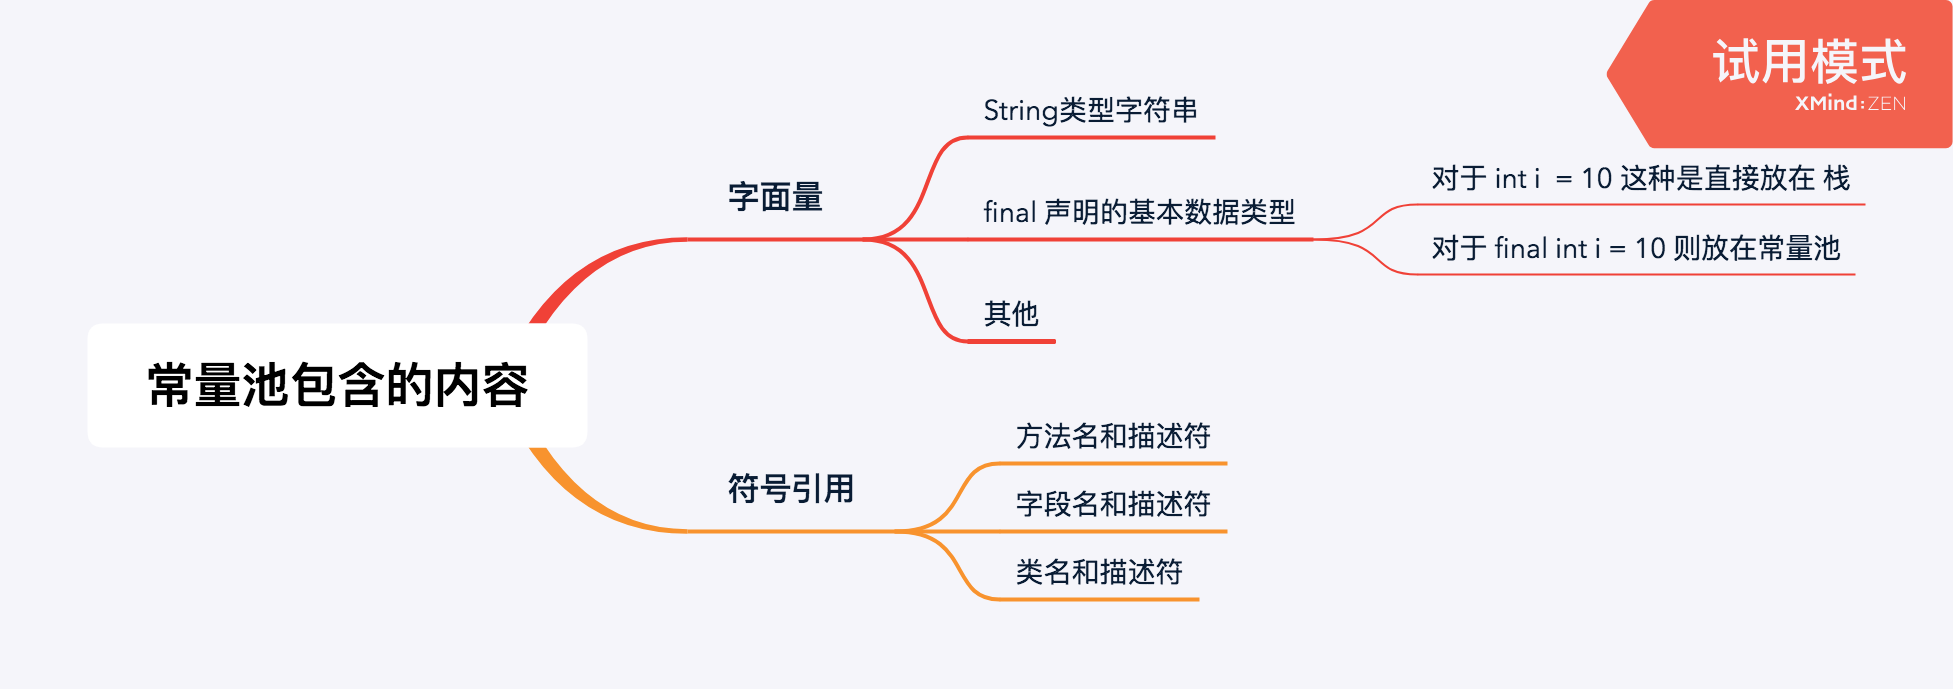 试用模式
XMind:ZEN
常量池包含的内容
字面量
String类型字符串
final 声明的基本数据类型
对于 int i  = 10 这种是直接放在 栈
对于 final int i = 10 则放在常量池
其他
符号引用
方法名和描述符
字段名和描述符
类名和描述符